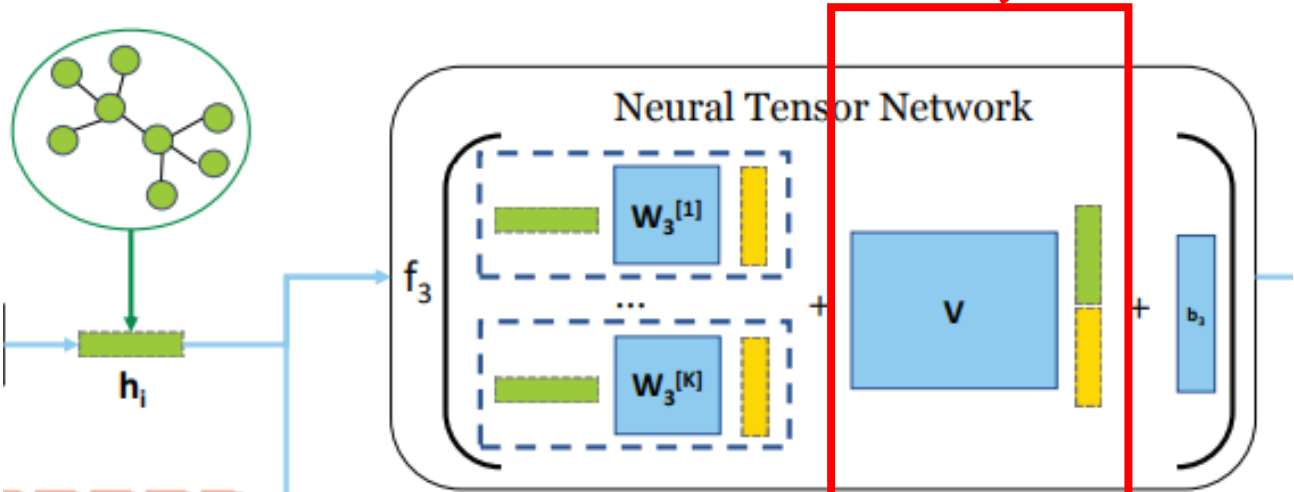 Neural Tensor Network
W₃[1]
f₃
...
+ V + b₃
W₃[K]
hᵢ